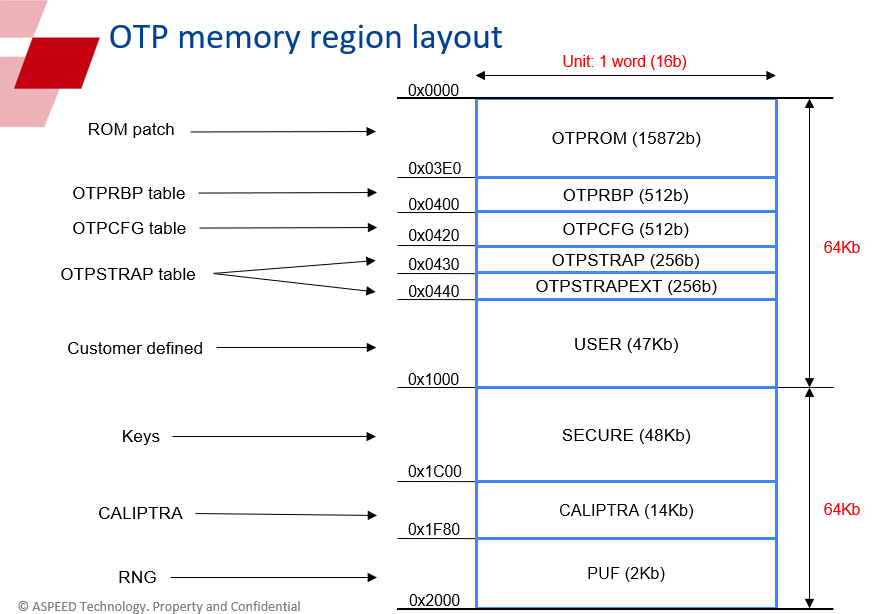 OTP memory region layout
Unit: 1 word (16b)
0x0000
ROM patch
OTPROM (15872b)
0x03E0
OTPRBP table
OTPRBP (512b)
0x0400
OTPCFG table
OTPCFG (512b)
0x0420
64Kb
OTPSTRAP (256b)
0x0430
OTPSTRAP table
OTPSTRAPEXT (256b)
0x0440
Customer defined
USER (47Kb)
0x1000
Keys
SECURE (48Kb)
0x1C00
CALIPTRA
CALIPTRA (14Kb)
64Kb
0x1F80
RNG
PUF (2Kb)
0x2000
© ASPEED Technology. Property and Confidential